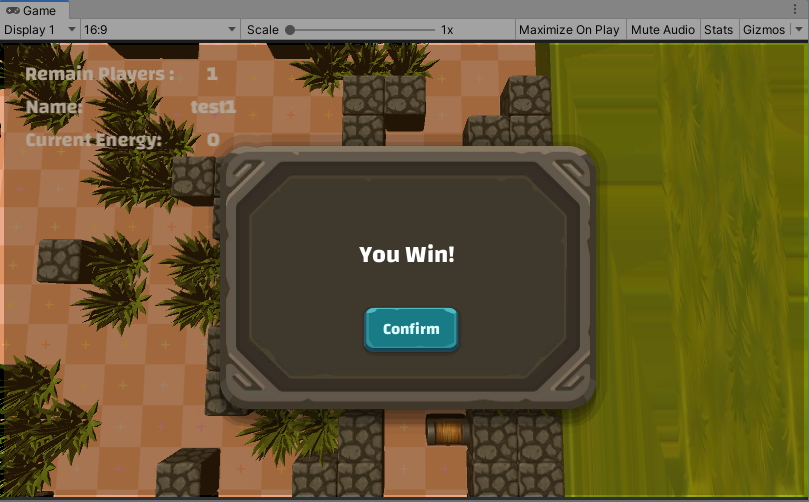 Game
Display 1 16:9 Scale 1x Maximize On Play Mute Audio Stats Gizmos
Remain Players : 1
Name: test1
Current Energy: 0
You Win!
Confirm